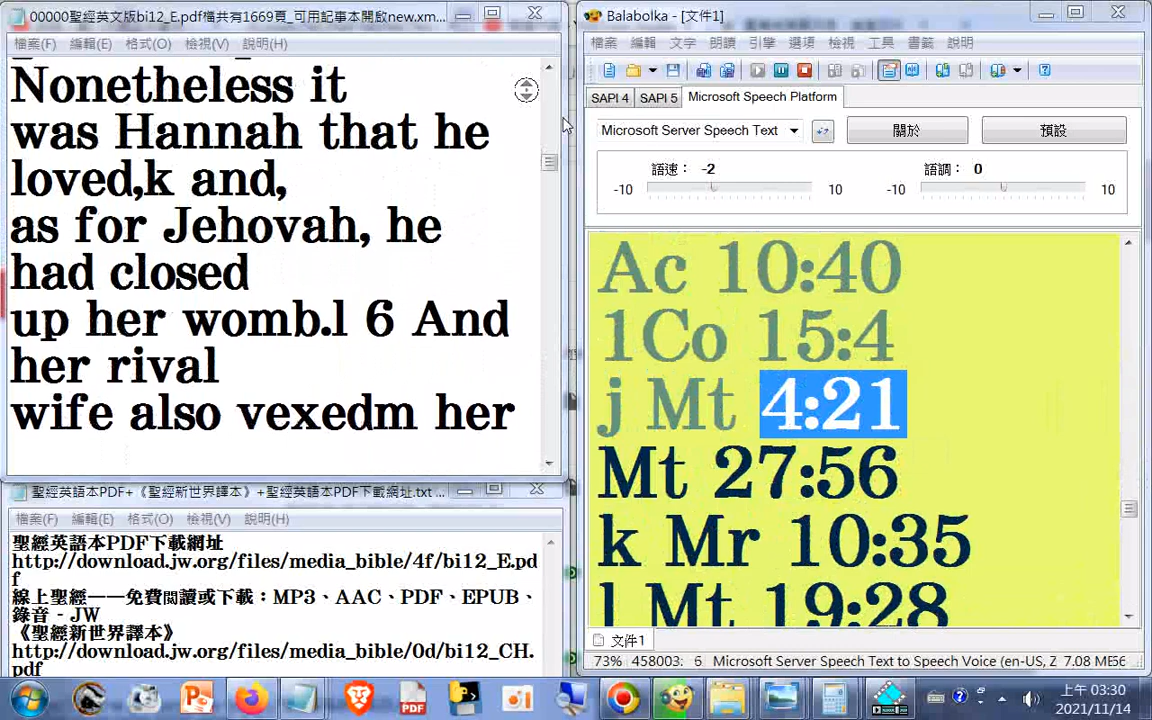 00000聖經英文版bi12_E.pdf檔共有1669頁_可用記事本開啟new.xm...
檔案(F) 編輯(E) 格式(O) 檢視(V) 說明(H)
Nonetheless it
was Hannah that he
loved,k and,
as for Jehovah, he
had closed
up her womb.l 6 And
her rival
wife also vexedm her
聖經英語本PDF+《聖經新世界譯本》+聖經英語本PDF下載網址.txt ...
檔案(F) 編輯(E) 格式(O) 檢視(V) 說明(H)
聖經英語本PDF下載網址
http://download.jw.org/files/media_bible/4f/bi12_E.pd
f
線上聖經——免費閱讀或下載：MP3、AAC、PDF、EPUB、
錄音 - JW
《聖經新世界譯本》
http://download.jw.org/files/media_bible/0d/bi12_CH.
pdf
Balabolka - [文件1]
檔案 編輯 文字 朗讀 引擎 選項 檢視 工具 書籤 說明
SAPI 4 SAPI 5 Microsoft Speech Platform
Microsoft Server Speech Text 關於 預設
語速： -2 語調： 0
-10 10 -10 10
Ac 10:40
1Co 15:4
j Mt 4:21
Mt 27:56
k Mr 10:35
l Mt 19:28
文件1
73% 458003: 6 Microsoft Server Speech Text to Speech Voice (en-US, Z 7.08 ME56
PDF
上午 03:30
2021/11/14